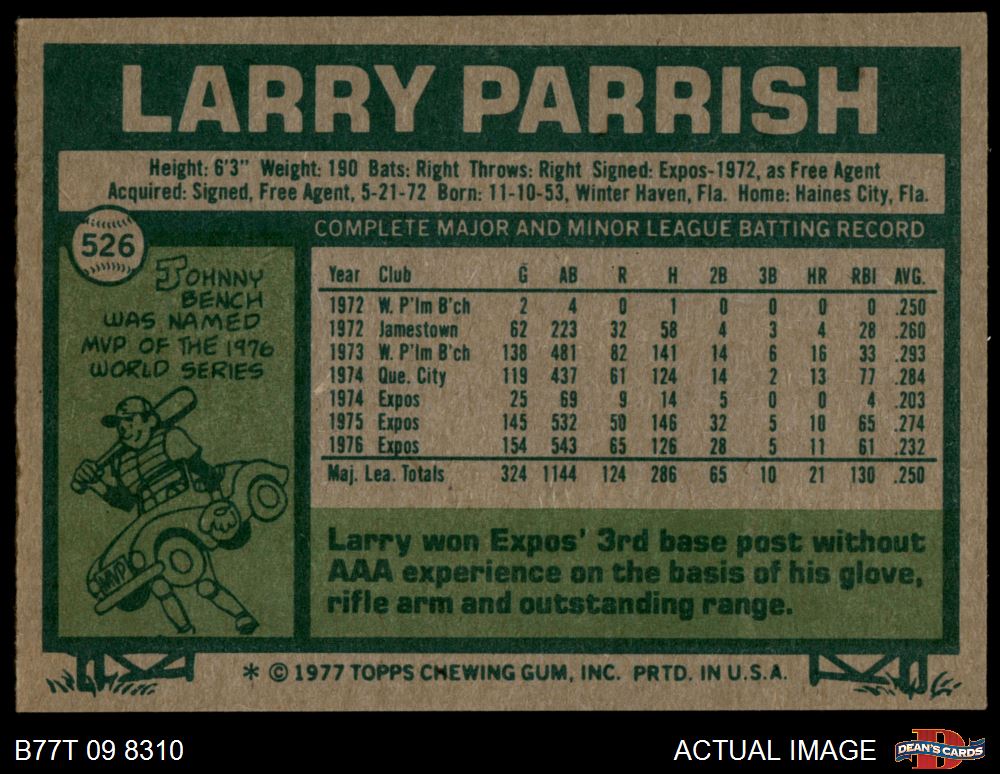 LARRY PARRISH
Height: 6'3" Weight: 190 Bats: Right Throws: Right Signed: Expos-1972, as Free Agent
Acquired: Signed, Free Agent, 5-21-72 Born: 11-10-53, Winter Haven, Fla. Home: Haines City, Fla.
526
JOHNNY
BENCH
WAS NAMED
MVP OF THE 1976
WORLD SERIES
MVP
COMPLETE MAJOR AND MINOR LEAGUE BATTING RECORD
Year Club G AB R H 2B 3B HR RBI AVG.
1972 W. P'lm B'ch 2 4 0 1 0 0 0 0 .250
1972 Jamestown 62 223 32 58 4 3 4 28 .260
1973 W. P'lm B'ch 138 481 82 141 14 6 16 33 .293
1974 Que. City 119 437 61 124 14 2 13 77 .284
1974 Expos 25 69 9 14 5 0 0 4 .203
1975 Expos 145 532 50 146 32 5 10 65 .274
1976 Expos 154 543 65 126 28 5 11 61 .232
Maj. Lea. Totals 324 1144 124 286 65 10 21 130 .250
Larry won Expos' 3rd base post without
AAA experience on the basis of his glove,
rifle arm and outstanding range.
* © 1977 TOPPS CHEWING GUM, INC. PRTD. IN U.S.A.
B77T 09 8310
ACTUAL IMAGE
D
DEAN'S CARDS